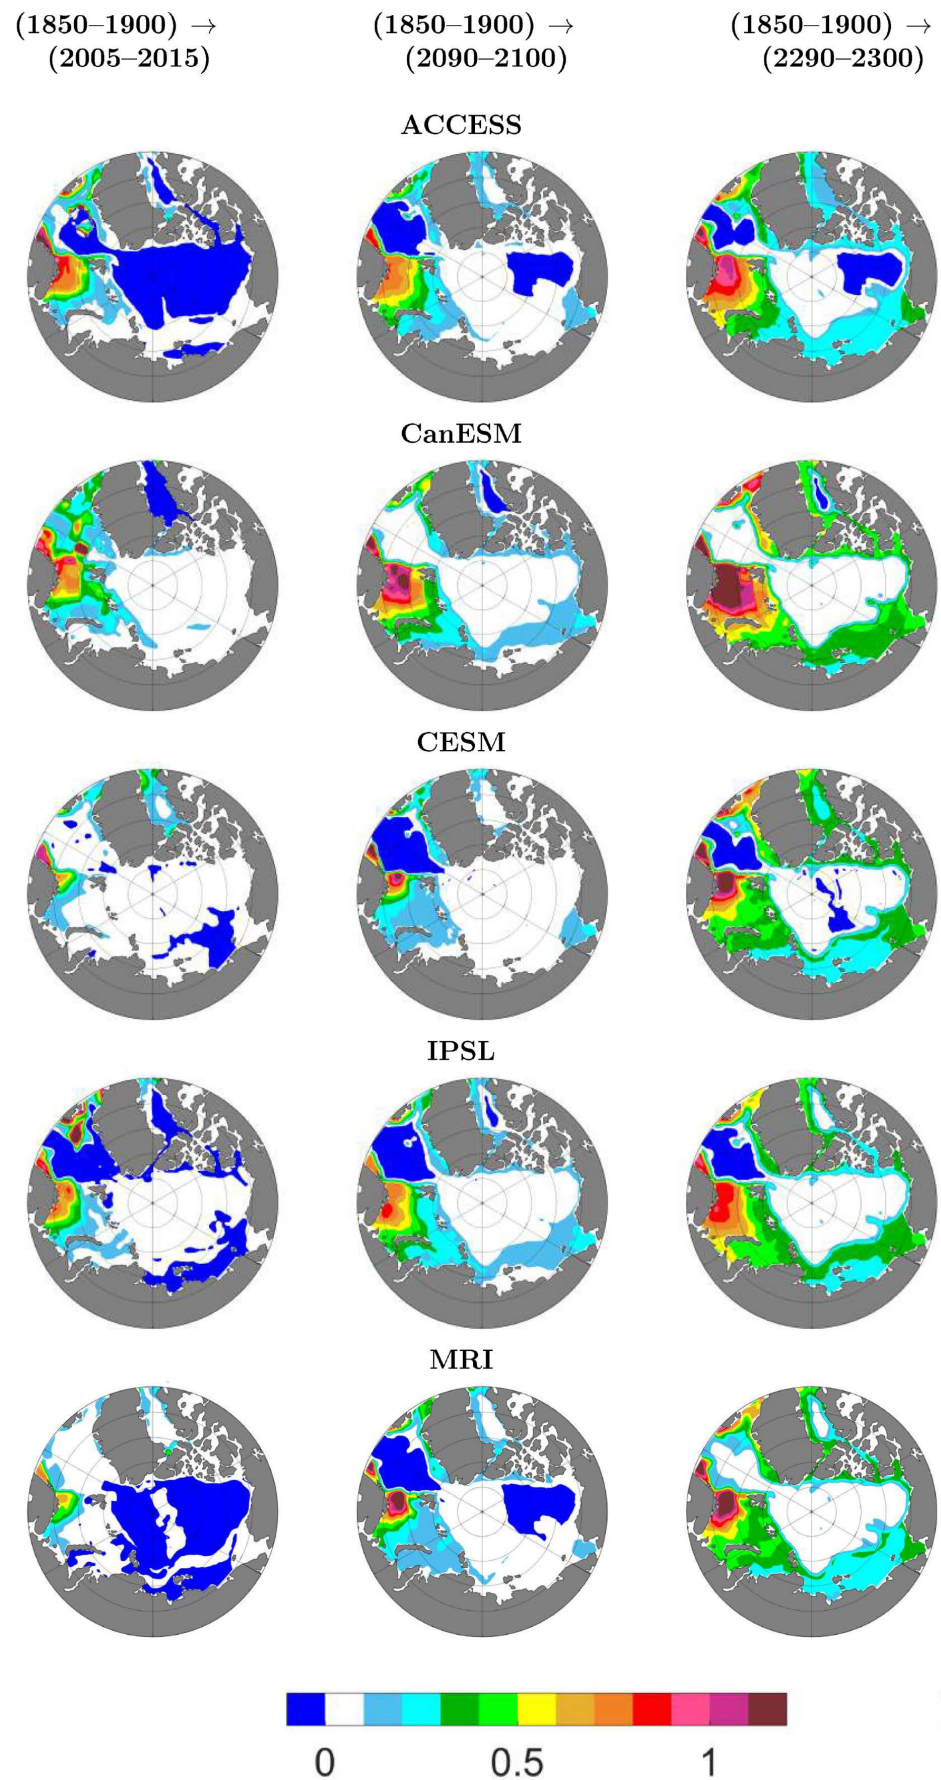 (1850–1900) → (1850–1900) → (1850–1900) →
(2005–2015) (2090–2100) (2290–2300)
ACCESS
CanESM
CESM
IPSL
MRI
0 0.5 1